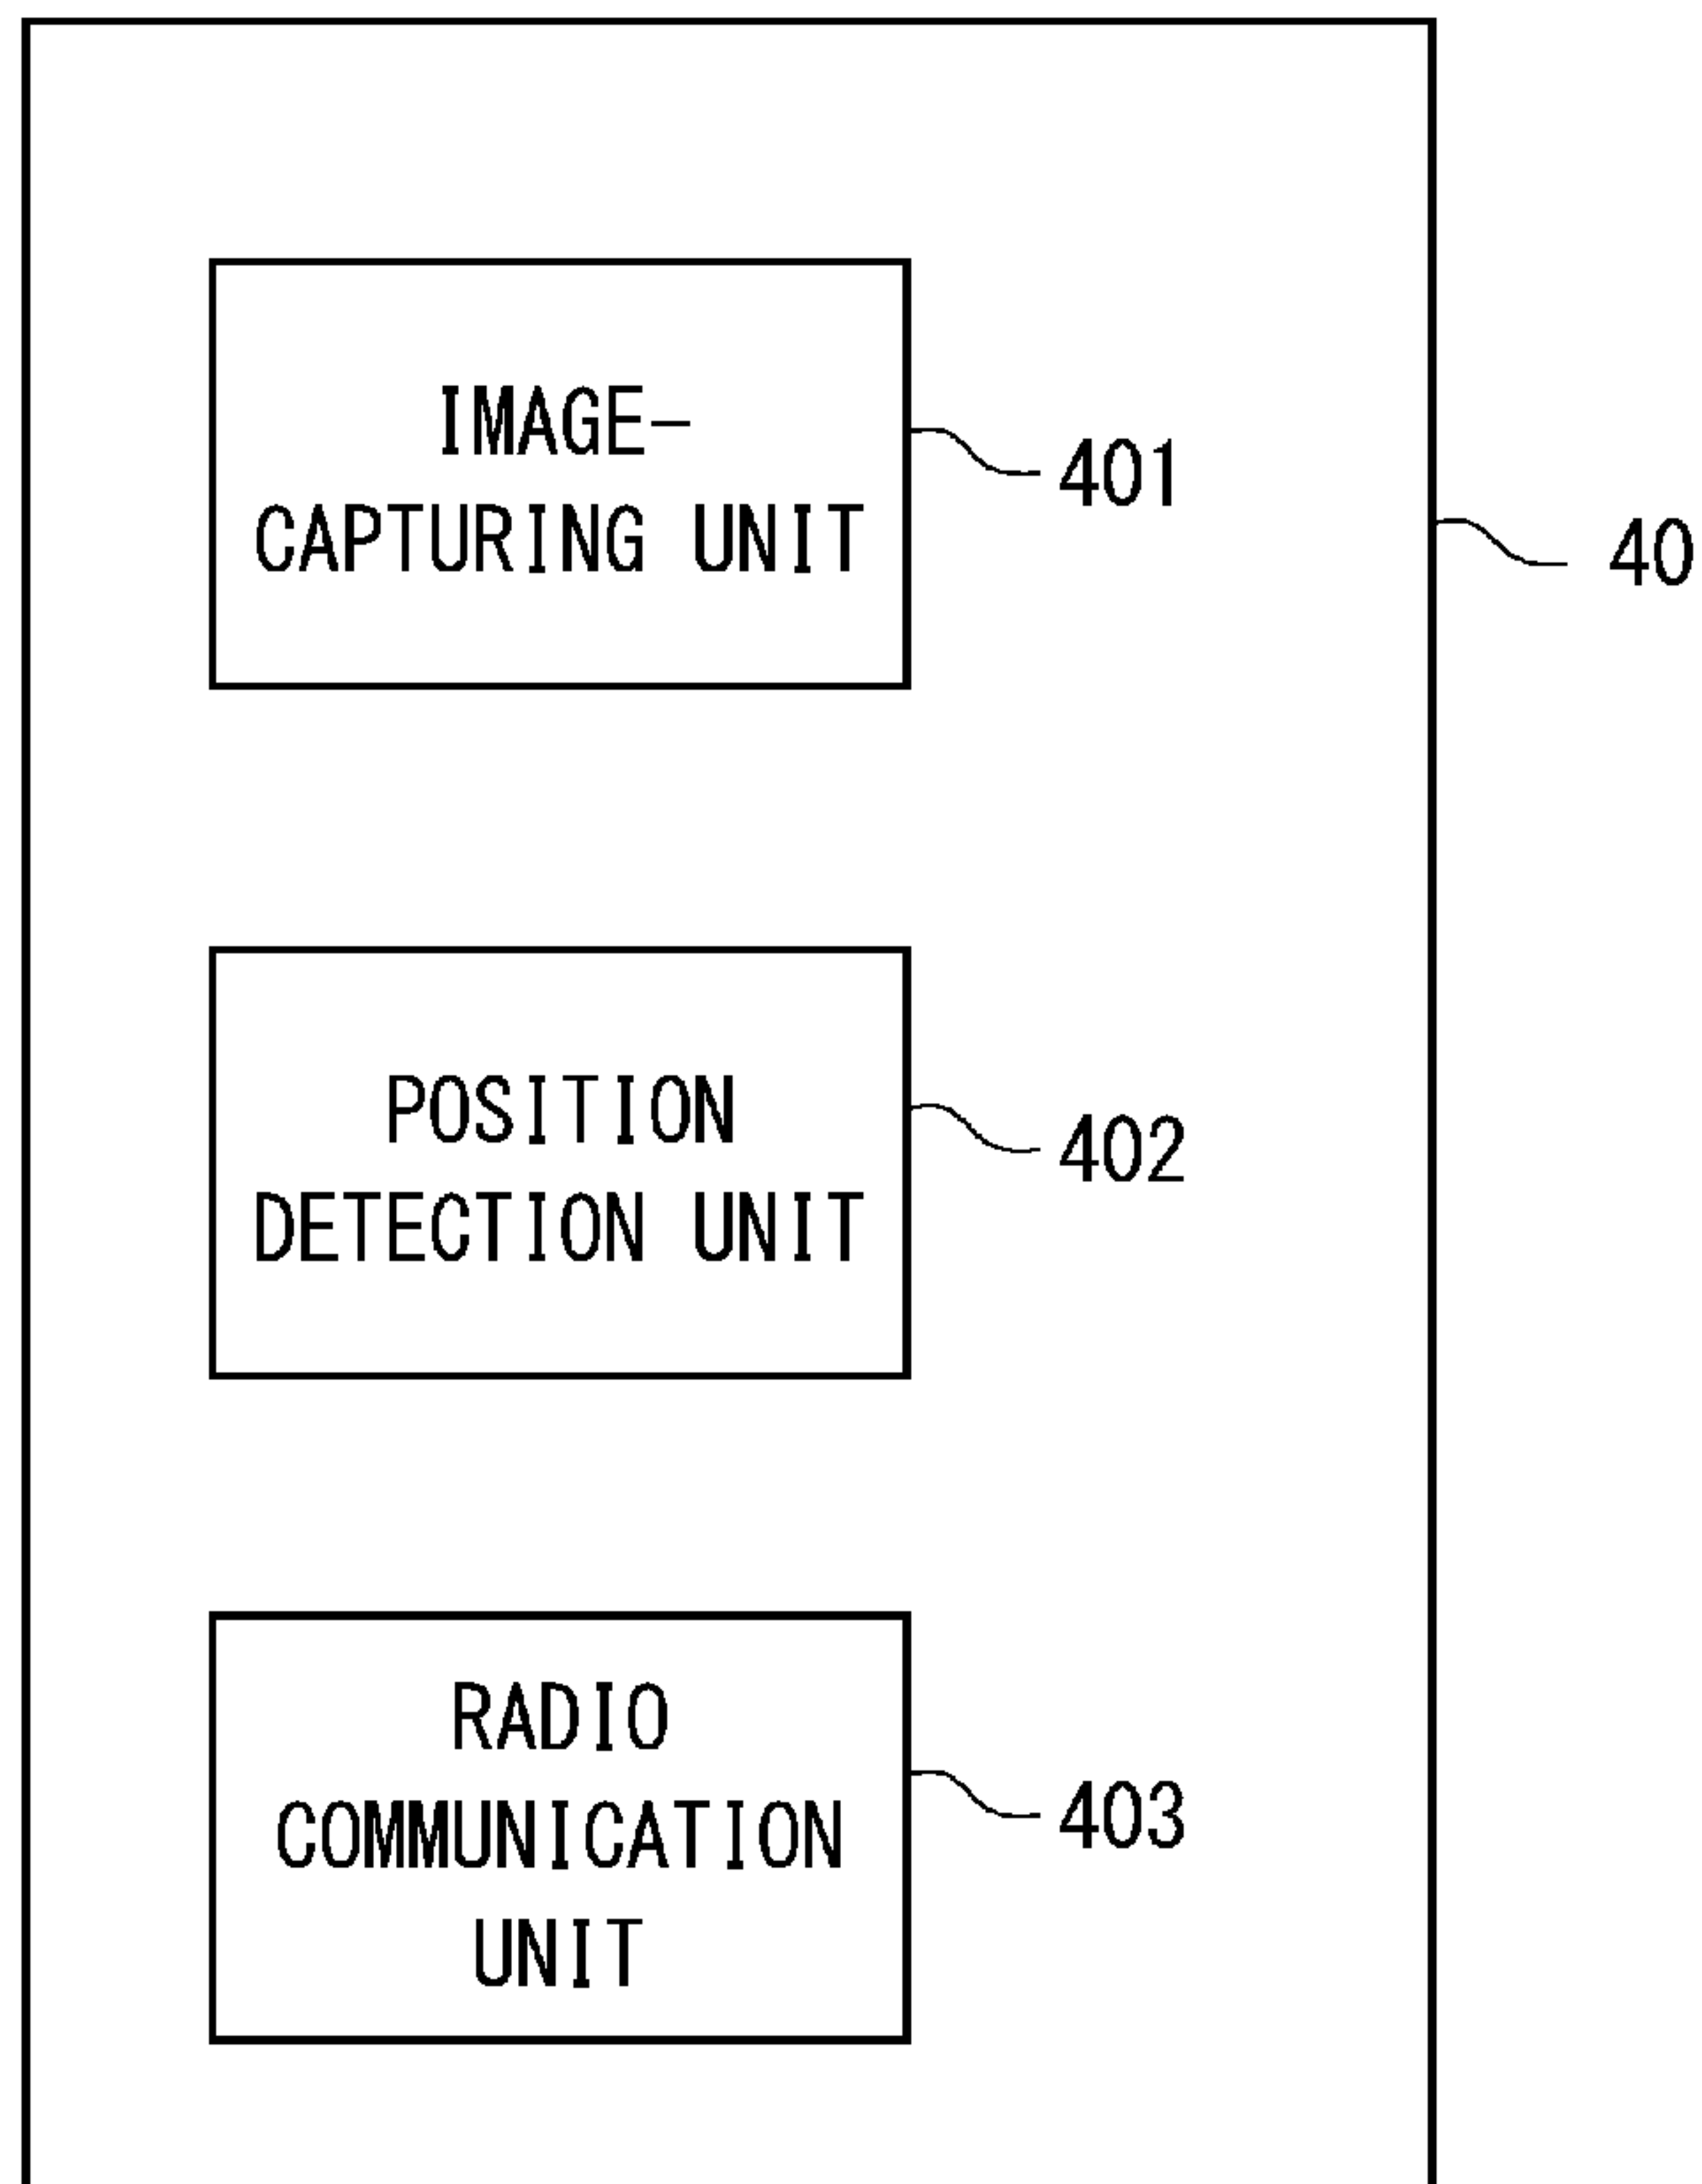 IMAGE-
CAPTURING UNIT
401
40
POSITION
DETECTION UNIT
402
RADIO
COMMUNICATION
UNIT
403